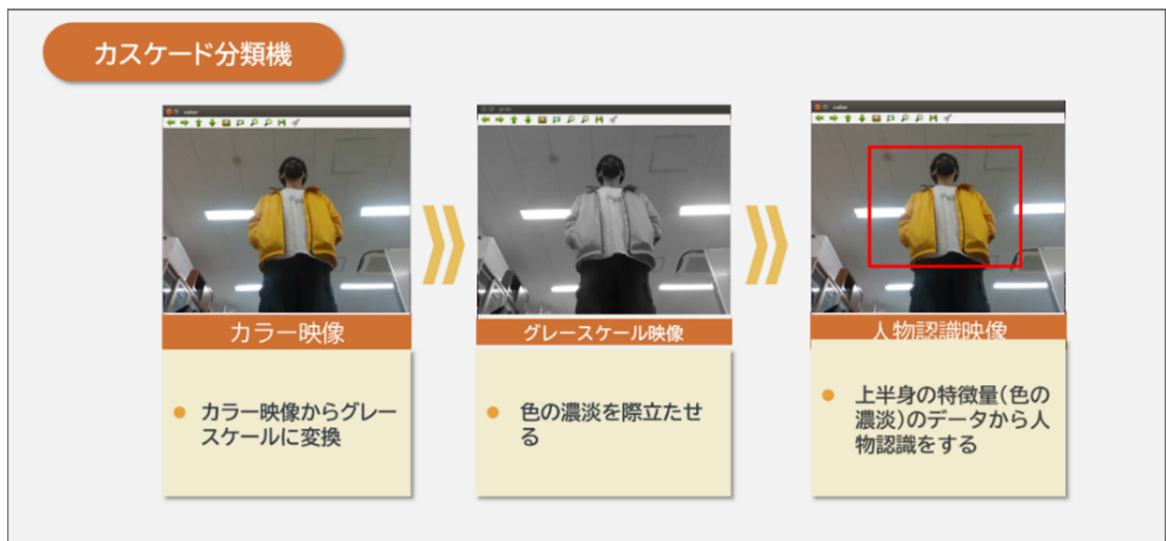 カスケード分類機
color
gray
color
カラー映像
グレースケール映像
人物認識映像
● カラー映像からグレー
スケールに変換
● 色の濃淡を際立たせ
る
● 上半身の特徴量(色の
濃淡)のデータから人
物認識をする